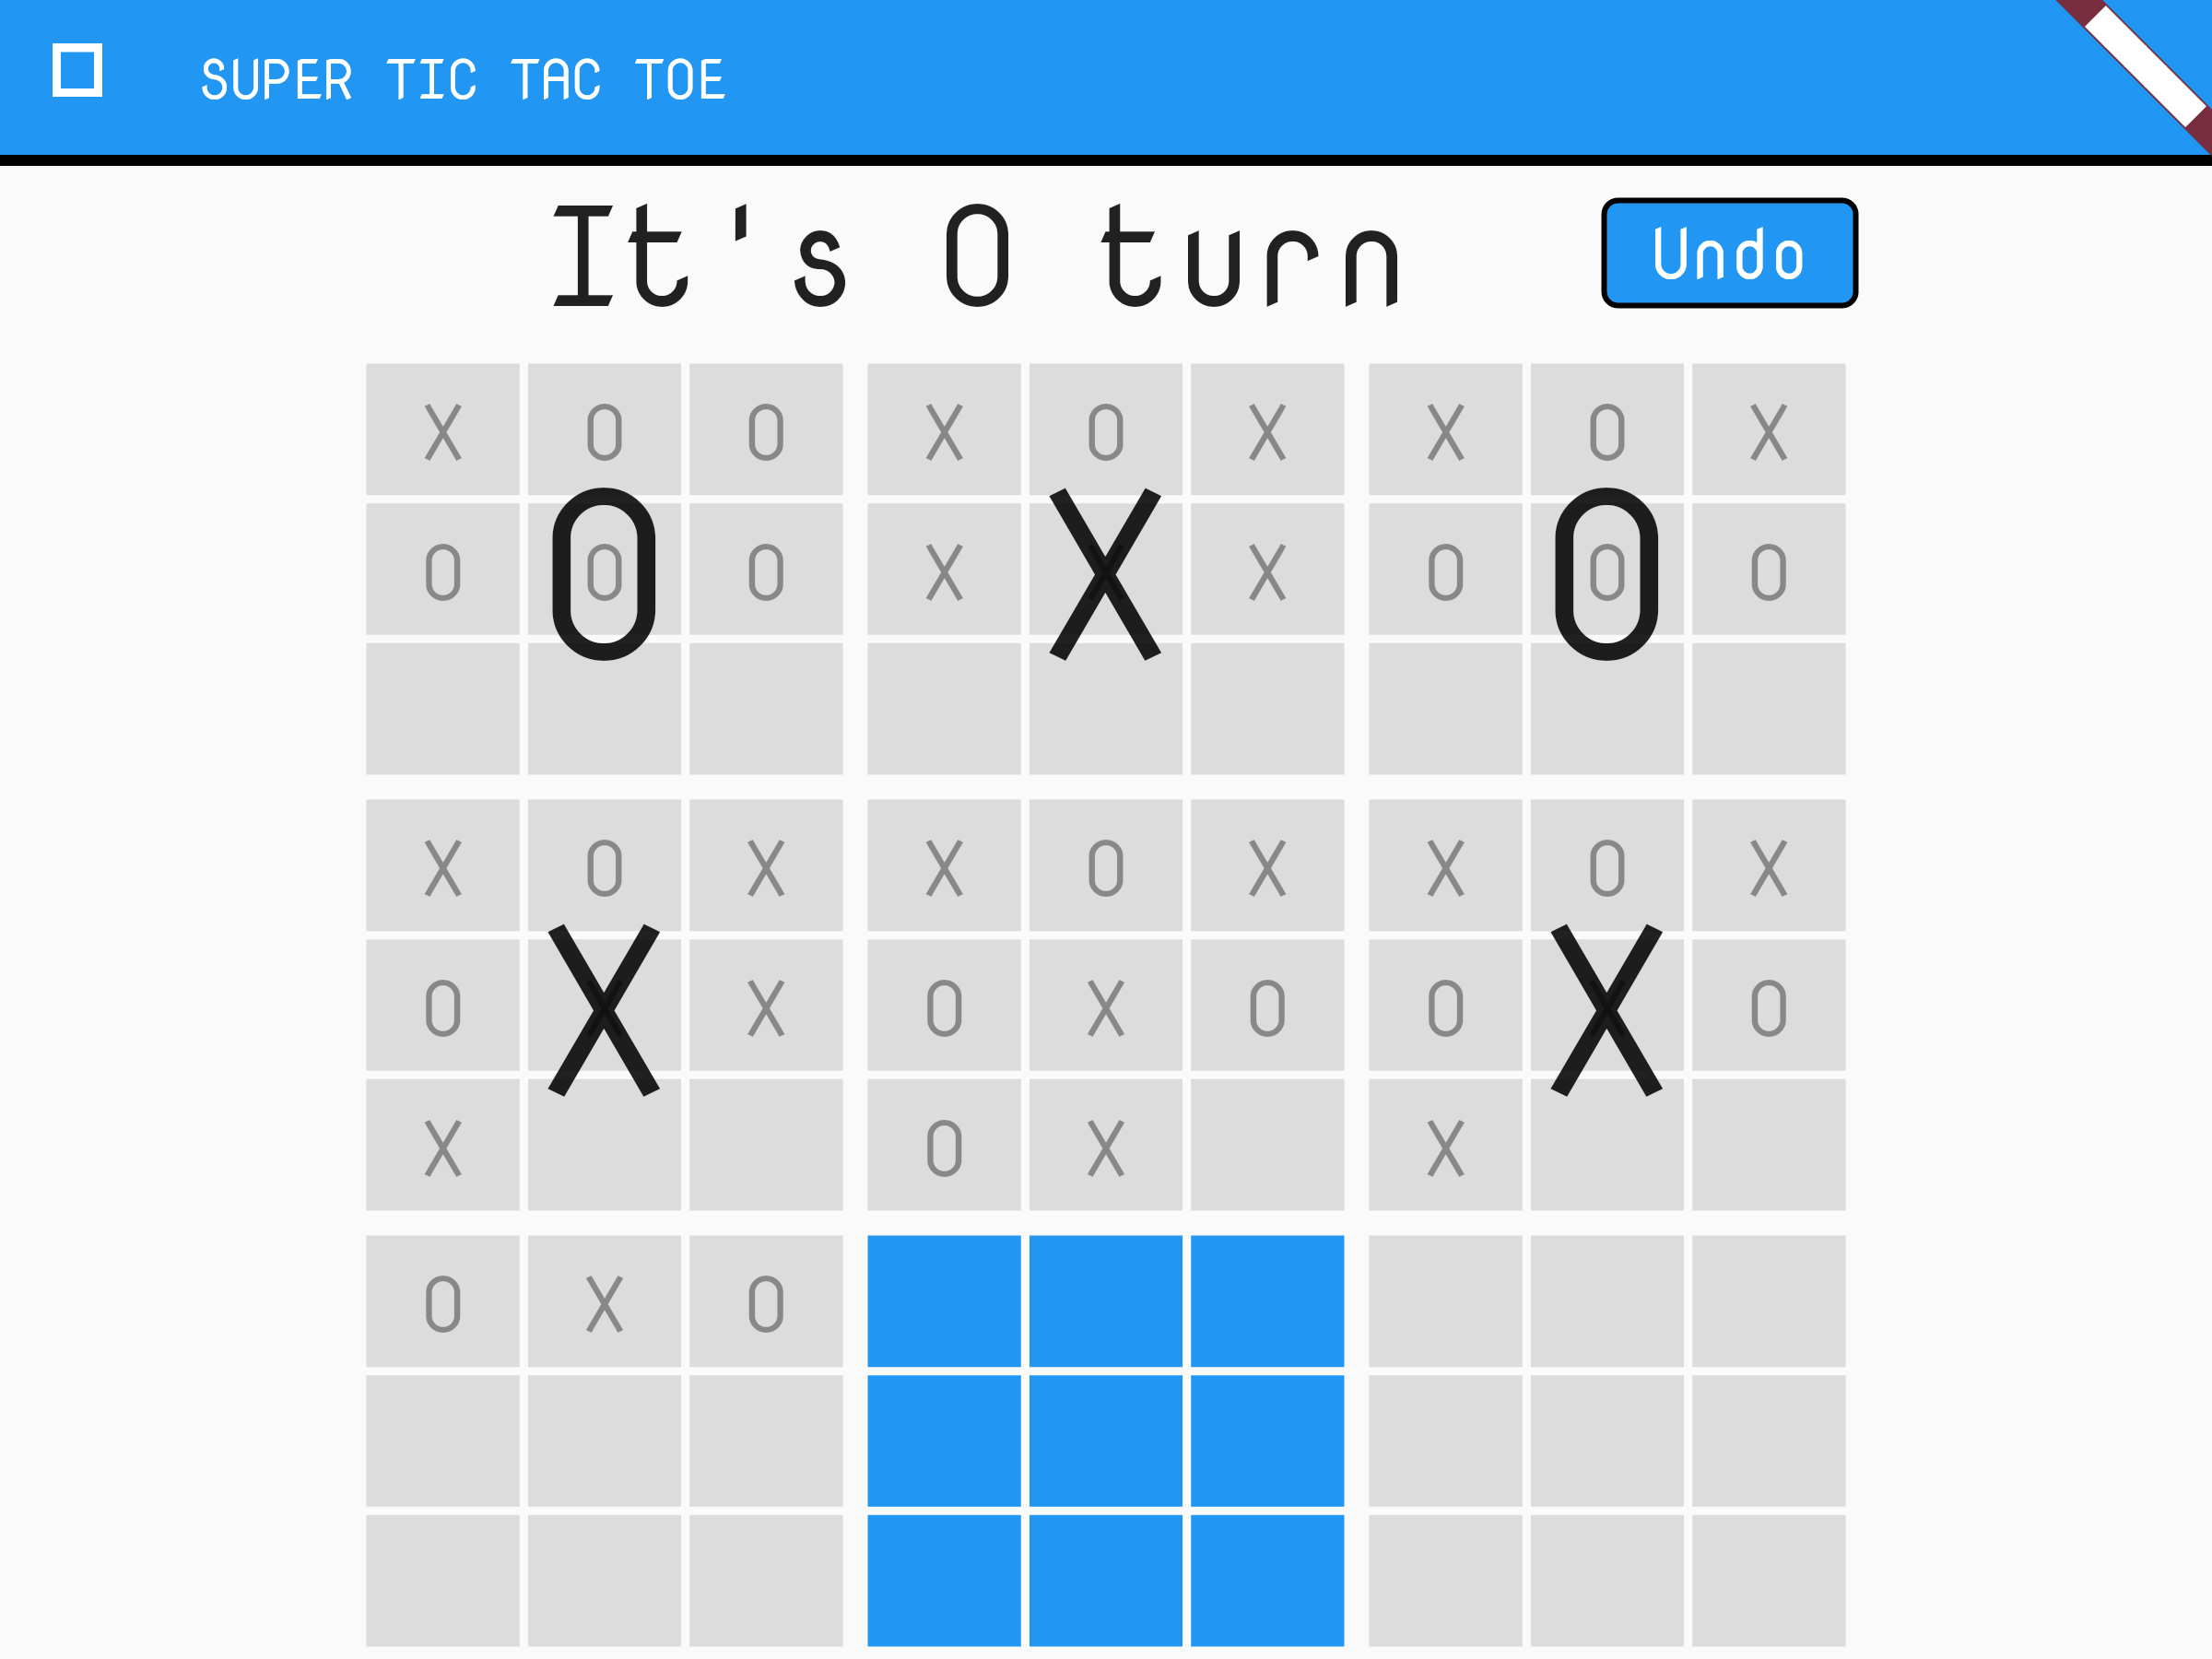 SUPER TIC TAC TOE
It's O turn
Undo
X O O X O X X O X
O X O
O O O X X X O O O
X O X X O X X O X
X X
O X X O X O O X O
X O X X
O X O